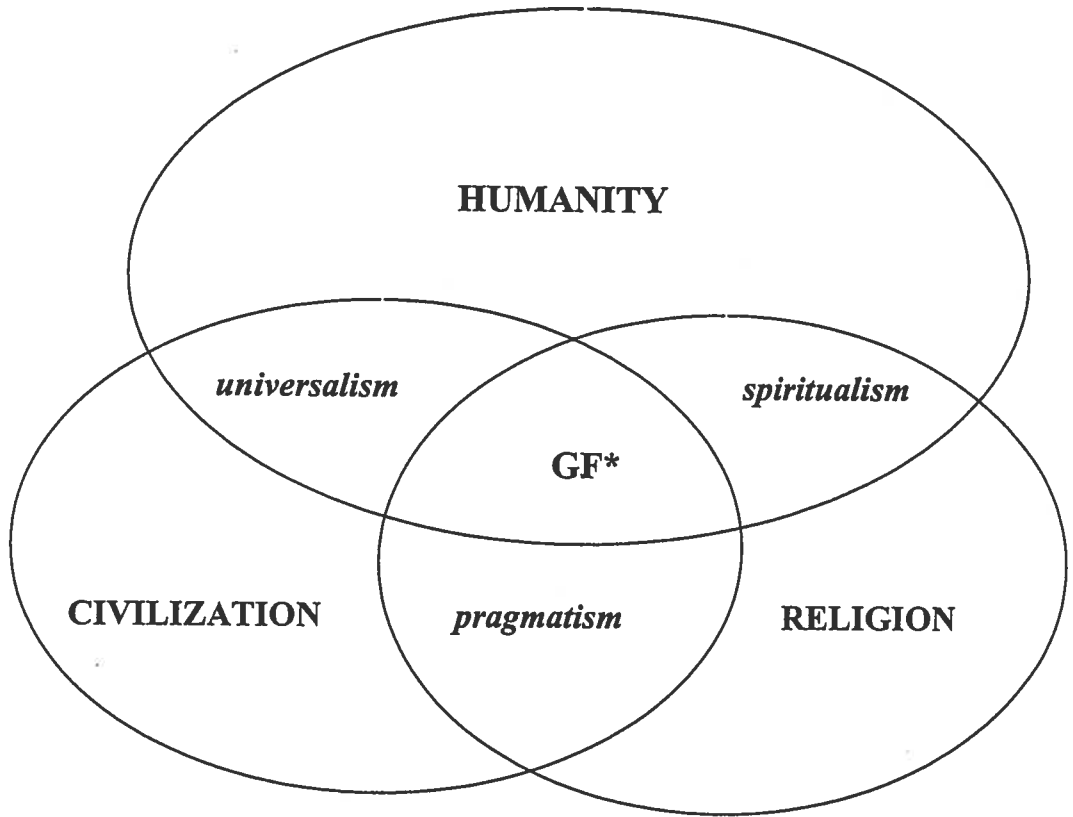 HUMANITY
universalism
spiritualism
GF*
CIVILIZATION
pragmatism
RELIGION